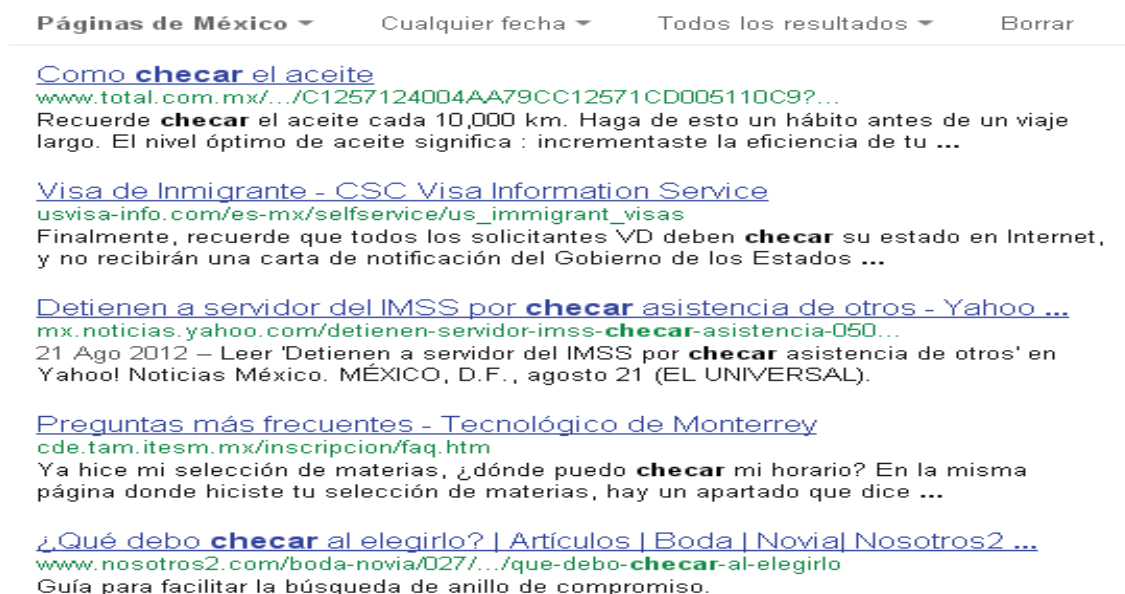 Páginas de México Cualquier fecha Todos los resultados Borrar
Como checar el aceite
www.total.com.mx/.../C1257124004AA79CC12571CD005110C9?...
Recuerde checar el aceite cada 10,000 km. Haga de esto un hábito antes de un viaje
largo. El nivel óptimo de aceite significa : incrementaste la eficiencia de tu ...
Visa de Inmigrante - CSC Visa Information Service
usvisa-info.com/es-mx/selfservice/us_immigrant_visas
Finalmente, recuerde que todos los solicitantes VD deben checar su estado en Internet,
y no recibirán una carta de notificación del Gobierno de los Estados ...
Detienen a servidor del IMSS por checar asistencia de otros - Yahoo ...
mx.noticias.yahoo.com/detienen-servidor-imss-checar-asistencia-050...
21 Ago 2012 – Leer 'Detienen a servidor del IMSS por checar asistencia de otros' en
Yahoo! Noticias México. MÉXICO, D.F., agosto 21 (EL UNIVERSAL).
Preguntas más frecuentes - Tecnológico de Monterrey
cde.tam.itesm.mx/inscripcion/faq.htm
Ya hice mi selección de materias, ¿dónde puedo checar mi horario? En la misma
página donde hiciste tu selección de materias, hay un apartado que dice ...
¿Qué debo checar al elegirlo? | Artículos | Boda | Novia| Nosotros2 ...
www.nosotros2.com/boda-novia/027/.../que-debo-checar-al-elegirlo
Guía para facilitar la búsqueda de anillo de compromiso.